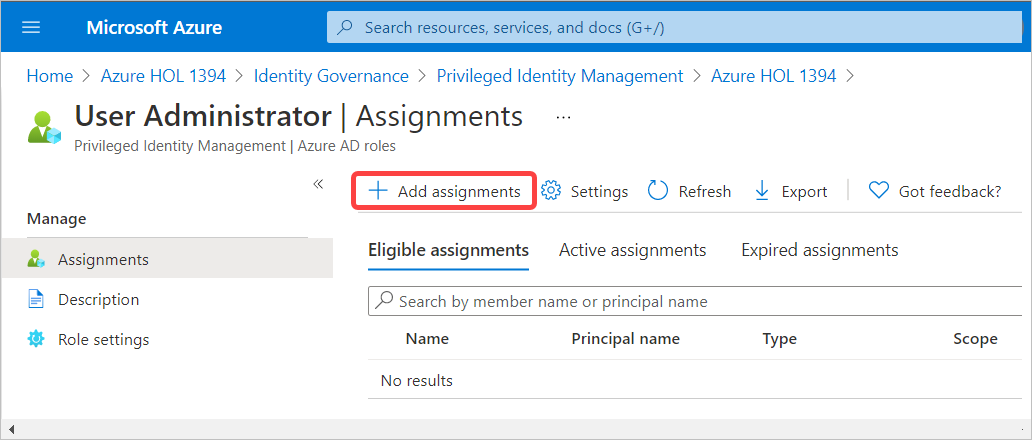 Microsoft Azure
Search resources, services, and docs (G+/)
Home > Azure HOL 1394 > Identity Governance > Privileged Identity Management > Azure HOL 1394 >
User Administrator | Assignments ...
Privileged Identity Management | Azure AD roles
« + Add assignments Settings Refresh Export Got feedback?
Manage
Assignments
Description
Role settings
Eligible assignments Active assignments Expired assignments
Search by member name or principal name
Name Principal name Type Scope
No results